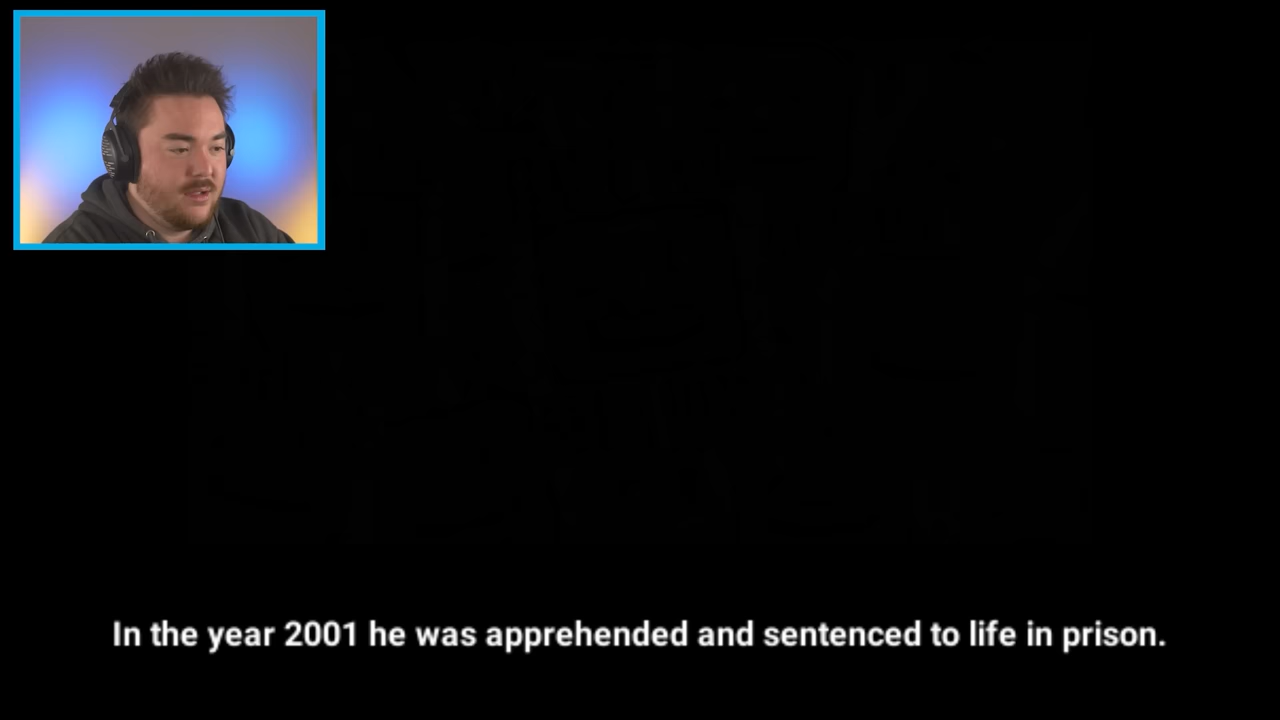 In the year 2001 he was apprehended and sentenced to life in prison.